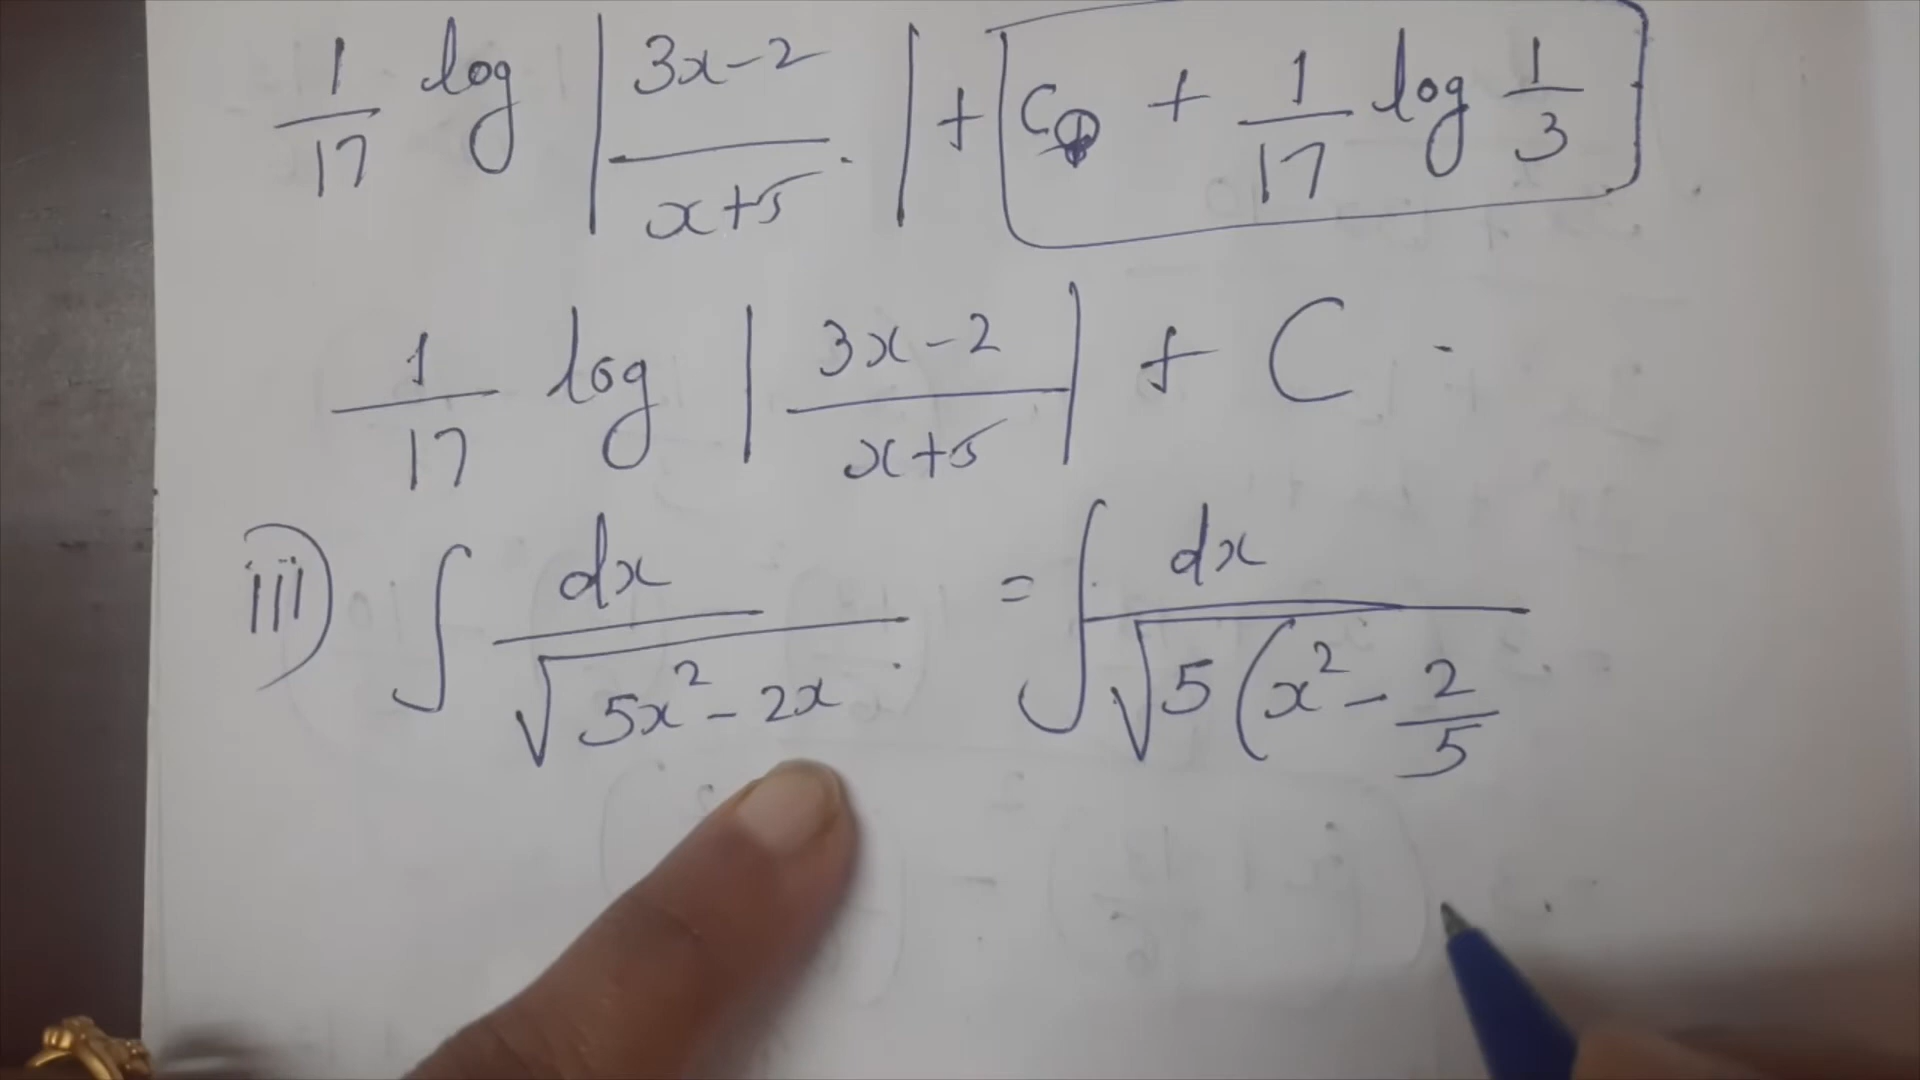 1/17 log |3x-2/x+5| + C₁ + 1/17 log 1/3
1/17 log |3x-2/x+5| + C
iii) ∫ dx/√5x²-2x = ∫ dx/√5(x²-2/5